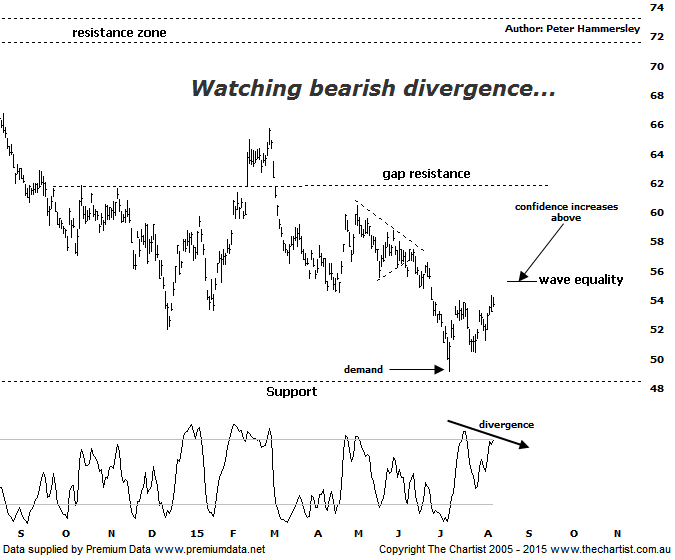 74
resistance zone
Author: Peter Hammersley
72
70
Watching bearish divergence...
68
66
64
gap resistance
62
confidence increases
above
60
58
56
wave equality
54
52
50
demand
48
Support
divergence
S O N D 15 F M A M J J A S O N
Data supplied by Premium Data www.premiumdata.net
Copyright The Chartist 2005 - 2015 www.thechartist.com.au